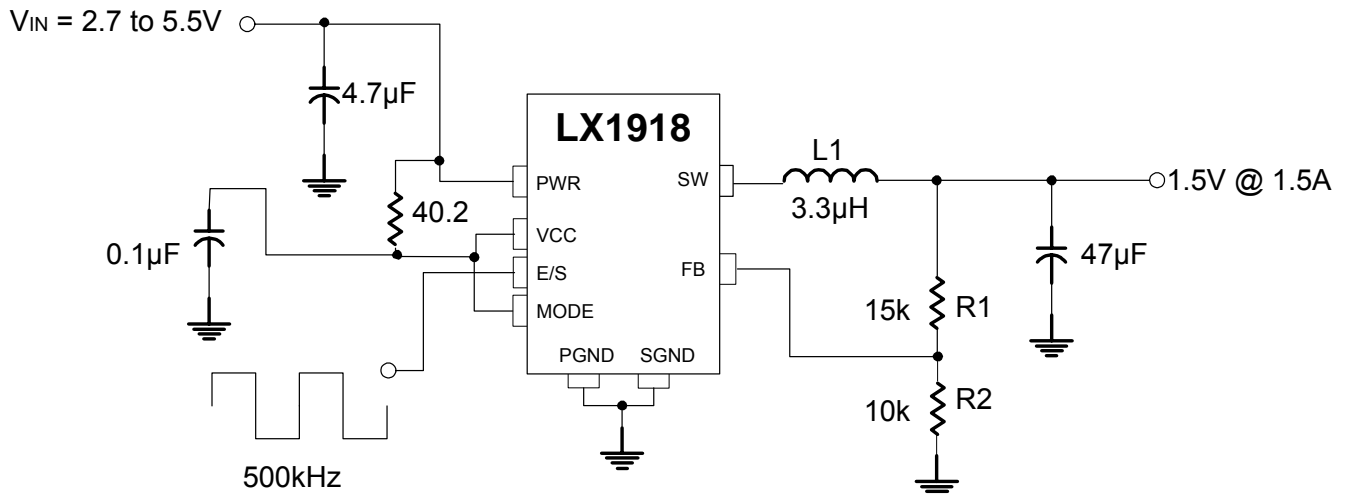 VIN = 2.7 to 5.5V
4.7µF
LX1918
L1
PWR
SW
1.5V @ 1.5A
40.2
3.3µH
VCC
0.1µF
47µF
E/S
FB
MODE
15k
R1
PGND
SGND
10k
R2
500kHz